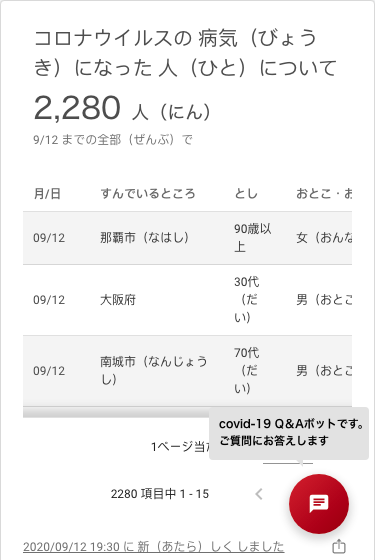 コロナウイルスの 病気（びょう
き）になった 人（ひと）について
2,280 人（にん）
9/12 までの全部（ぜんぶ）で
月/日 すんでいるところ とし おとこ・お
09/12 那覇市（なはし） 90歳以
上 女（おんな
09/12 大阪府 30代
（だ
い） 男（おとこ
09/12 南城市（なんじょう
し） 70代
（だ
い） 男（おとこ
covid-19 Q&Aボットです。
ご質問にお答えします
1ページ当
2280 項目中 1 - 15
2020/09/12 19:30 に 新（あたら）しく しました